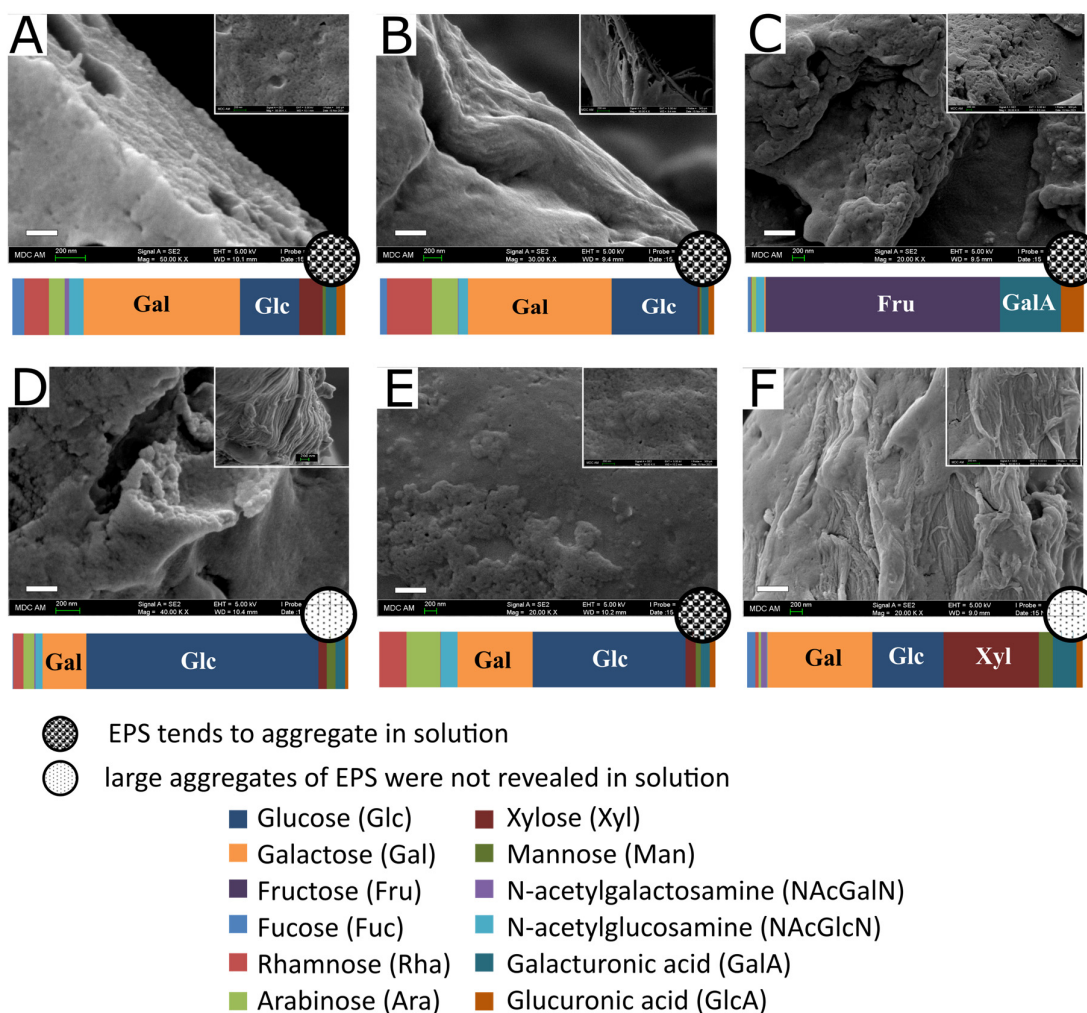 A
B
C
MDC AM
200 nm
Signal A = SE2
Mag = 50.00 K X
EHT = 5.00 kV
WD = 10.1 mm
I Probe =
MDC AM
200 nm
Signal A = SE2
Mag = 30.00 K X
EHT = 5.00 kV
WD = 9.4 mm
I Probe =
MDC AM
200 nm
Signal A = SE2
Mag = 20.00 K X
EHT = 5.00 kV
WD = 9.5 mm
I Probe =
Gal Glc
Gal Glc
Fru GalA
D
E
F
MDC AM
200 nm
Signal A = SE2
Mag = 40.00 K X
EHT = 5.00 kV
WD = 10.4 mm
I Probe
MDC AM
200 nm
Signal A = SE2
Mag = 20.00 K X
EHT = 5.00 kV
WD = 10.2 mm
I Probe
MDC AM
200 nm
Signal A = SE2
Mag = 20.00 K X
EHT = 5.00 kV
WD = 9.0 mm
I Probe
Gal Glc
Gal Glc
Gal Glc Xyl
EPS tends to aggregate in solution
large aggregates of EPS were not revealed in solution
Glucose (Glc)
Galactose (Gal)
Fructose (Fru)
Fucose (Fuc)
Rhamnose (Rha)
Arabinose (Ara)
Xylose (Xyl)
Mannose (Man)
N-acetylgalactosamine (NAcGalN)
N-acetylglucosamine (NAcGlcN)
Galacturonic acid (GalA)
Glucuronic acid (GlcA)